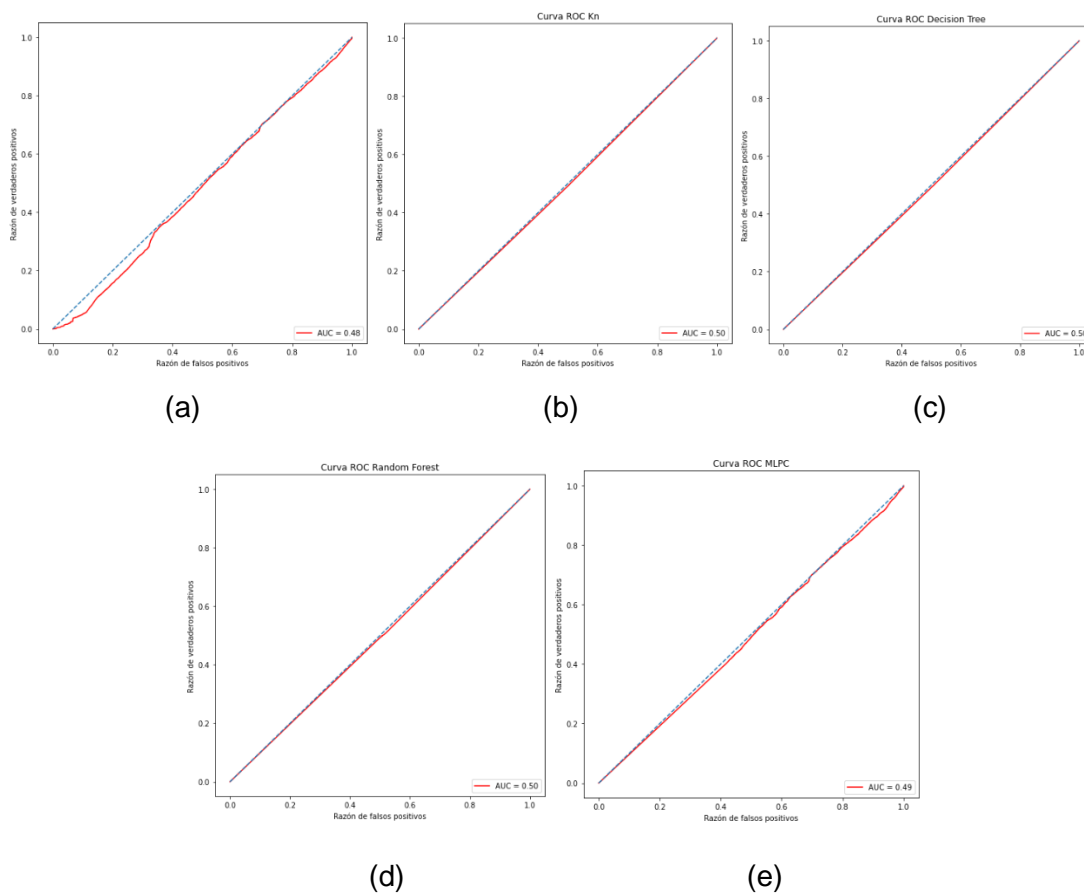 Curva ROC Kn
Curva ROC Decision Tree
Razón de verdaderos positivos
1.0
0.8
0.6
0.4
0.2
0.0
AUC = 0.48
0.0 0.2 0.4 0.6 0.8 1.0
Razón de falsos positivos
Razón de verdaderos positivos
1.0
0.8
0.6
0.4
0.2
0.0
AUC = 0.50
0.0 0.2 0.4 0.6 0.8 1.0
Razón de falsos positivos
Razón de verdaderos positivos
1.0
0.8
0.6
0.4
0.2
0.0
AUC = 0.50
0.0 0.2 0.4 0.6 0.8 1.0
Razón de falsos positivos
(a) (b) (c)
Curva ROC Random Forest
Razón de verdaderos positivos
1.0
0.8
0.6
0.4
0.2
0.0
AUC = 0.50
0.0 0.2 0.4 0.6 0.8 1.0
Razón de falsos positivos
Curva ROC MLPC
Razón de verdaderos positivos
1.0
0.8
0.6
0.4
0.2
0.0
AUC = 0.49
0.0 0.2 0.4 0.6 0.8 1.0
Razón de falsos positivos
(d) (e)